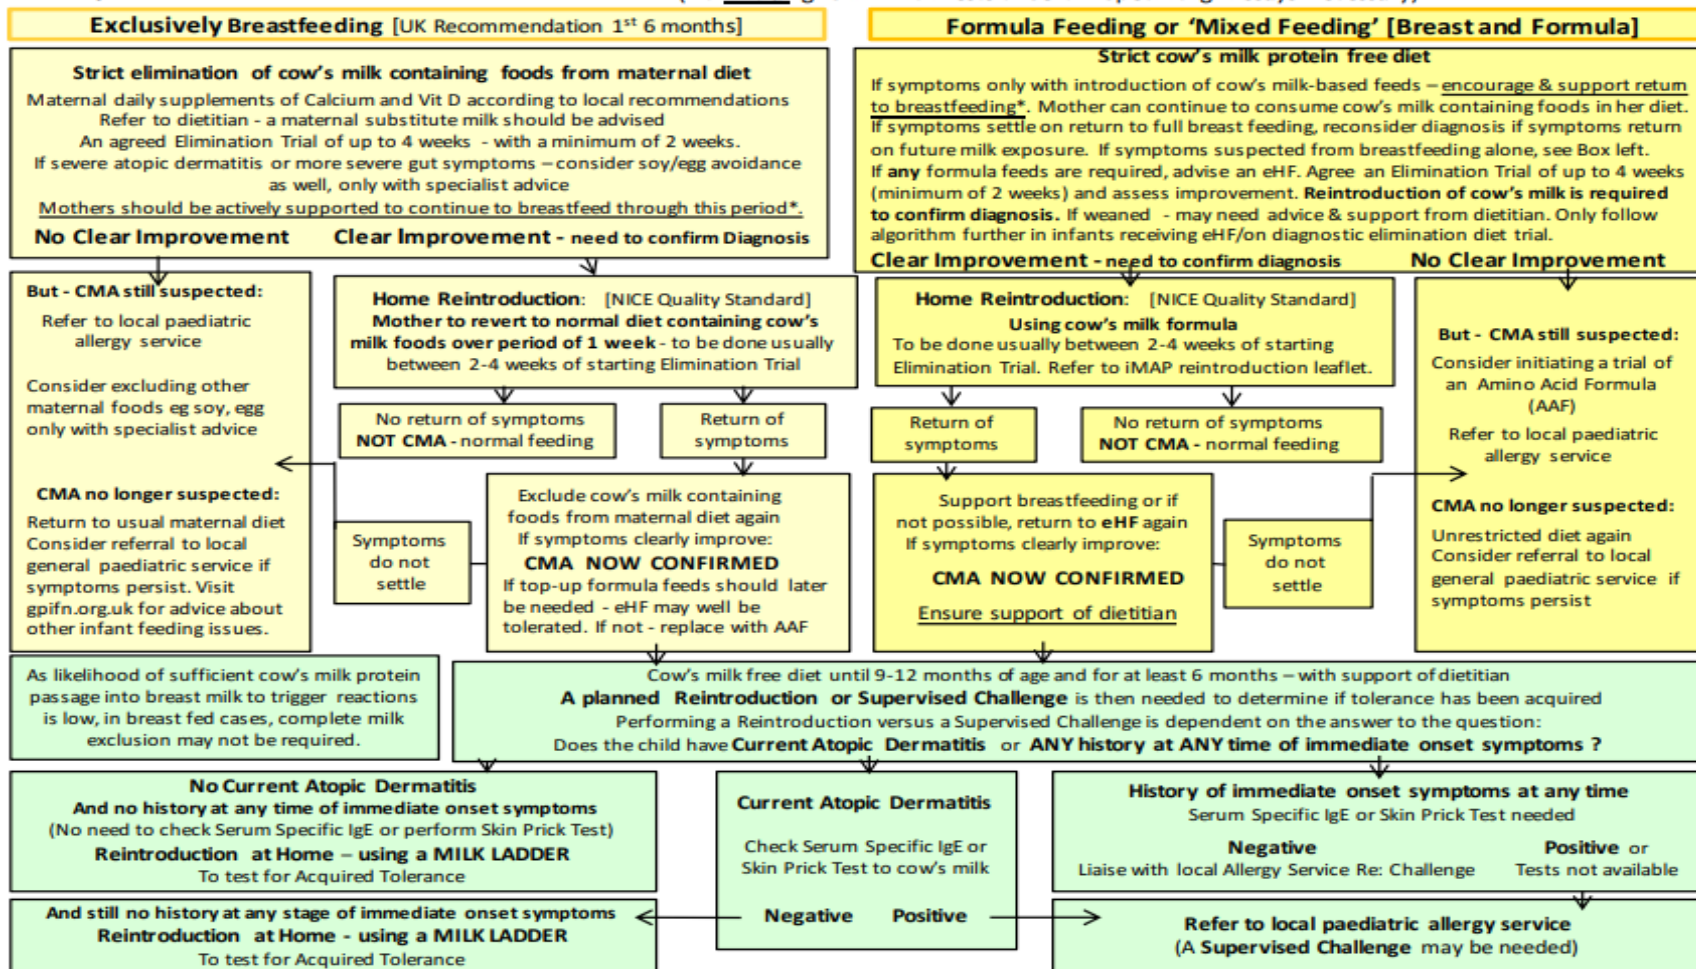 Exclusively Breastfeeding [UK Recommendation 1st 6 months]
Strict elimination of cow's milk containing foods from maternal diet
Maternal daily supplements of Calcium and Vit D according to local recommendations
Refer to dietitian - a maternal substitute milk should be advised
An agreed Elimination Trial of up to 4 weeks - with a minimum of 2 weeks.
If severe atopic dermatitis or more severe gut symptoms – consider soy/egg avoidance
as well, only with specialist advice
Mothers should be actively supported to continue to breastfeed through this period*.
No Clear Improvement
Clear Improvement - need to confirm Diagnosis
Formula Feeding or 'Mixed Feeding' [Breast and Formula]
Strict cow's milk protein free diet
If symptoms only with introduction of cow's milk-based feeds – encourage & support return
to breastfeeding*. Mother can continue to consume cow's milk containing foods in her diet.
If symptoms settle on return to full breast feeding, reconsider diagnosis if symptoms return
on future milk exposure. If symptoms suspected from breastfeeding alone, see Box left.
If any formula feeds are required, advise an eHF. Agree an Elimination Trial of up to 4 weeks
(minimum of 2 weeks) and assess improvement. Reintroduction of cow's milk is required
to confirm diagnosis. If weaned - may need advice & support from dietitian. Only follow
algorithm further in infants receiving eHF/on diagnostic elimination diet trial.
Clear Improvement - need to confirm diagnosis
No Clear Improvement
But - CMA still suspected:
Refer to local paediatric
allergy service
Consider excluding other
maternal foods eg soy, egg
only with specialist advice
CMA no longer suspected:
Return to usual maternal diet
Consider referral to local
general paediatric service if
symptoms persist. Visit
gpifn.org.uk for advice about
other infant feeding issues.
Home Reintroduction: [NICE Quality Standard]
Mother to revert to normal diet containing cow's
milk foods over period of 1 week - to be done usually
between 2-4 weeks of starting Elimination Trial
No return of symptoms
NOT CMA - normal feeding
Return of
symptoms
Symptoms
do not
settle
Exclude cow's milk containing
foods from maternal diet again
If symptoms clearly improve:
CMA NOW CONFIRMED
If top-up formula feeds should later
be needed - eHF may well be
tolerated. If not - replace with AAF
Home Reintroduction: [NICE Quality Standard]
Using cow's milk formula
To be done usually between 2-4 weeks of starting
Elimination Trial. Refer to iMAP reintroduction leaflet.
Return of
symptoms
No return of symptoms
NOT CMA - normal feeding
Support breastfeeding or if
not possible, return to eHF again
If symptoms clearly improve:
CMA NOW CONFIRMED
Ensure support of dietitian
Symptoms
do not
settle
But - CMA still suspected:
Consider initiating a trial of
an Amino Acid Formula
(AAF)
Refer to local paediatric
allergy service
CMA no longer suspected:
Unrestricted diet again
Consider referral to local
general paediatric service if
symptoms persist
As likelihood of sufficient cow's milk protein
passage into breast milk to trigger reactions
is low, in breast fed cases, complete milk
exclusion may not be required.
Cow's milk free diet until 9-12 months of age and for at least 6 months – with support of dietitian
A planned Reintroduction or Supervised Challenge is then needed to determine if tolerance has been acquired
Performing a Reintroduction versus a Supervised Challenge is dependent on the answer to the question:
Does the child have Current Atopic Dermatitis or ANY history at ANY time of immediate onset symptoms ?
No Current Atopic Dermatitis
And no history at any time of immediate onset symptoms
(No need to check Serum Specific IgE or perform Skin Prick Test)
Reintroduction at Home – using a MILK LADDER
To test for Acquired Tolerance
And still no history at any stage of immediate onset symptoms
Reintroduction at Home - using a MILK LADDER
To test for Acquired Tolerance
Current Atopic Dermatitis
Check Serum Specific IgE or
Skin Prick Test to cow's milk
Negative Positive
History of immediate onset symptoms at any time
Serum Specific IgE or Skin Prick Test needed
Negative
Liaise with local Allergy Service Re: Challenge
Positive or
Tests not available
Refer to local paediatric allergy service
(A Supervised Challenge may be needed)